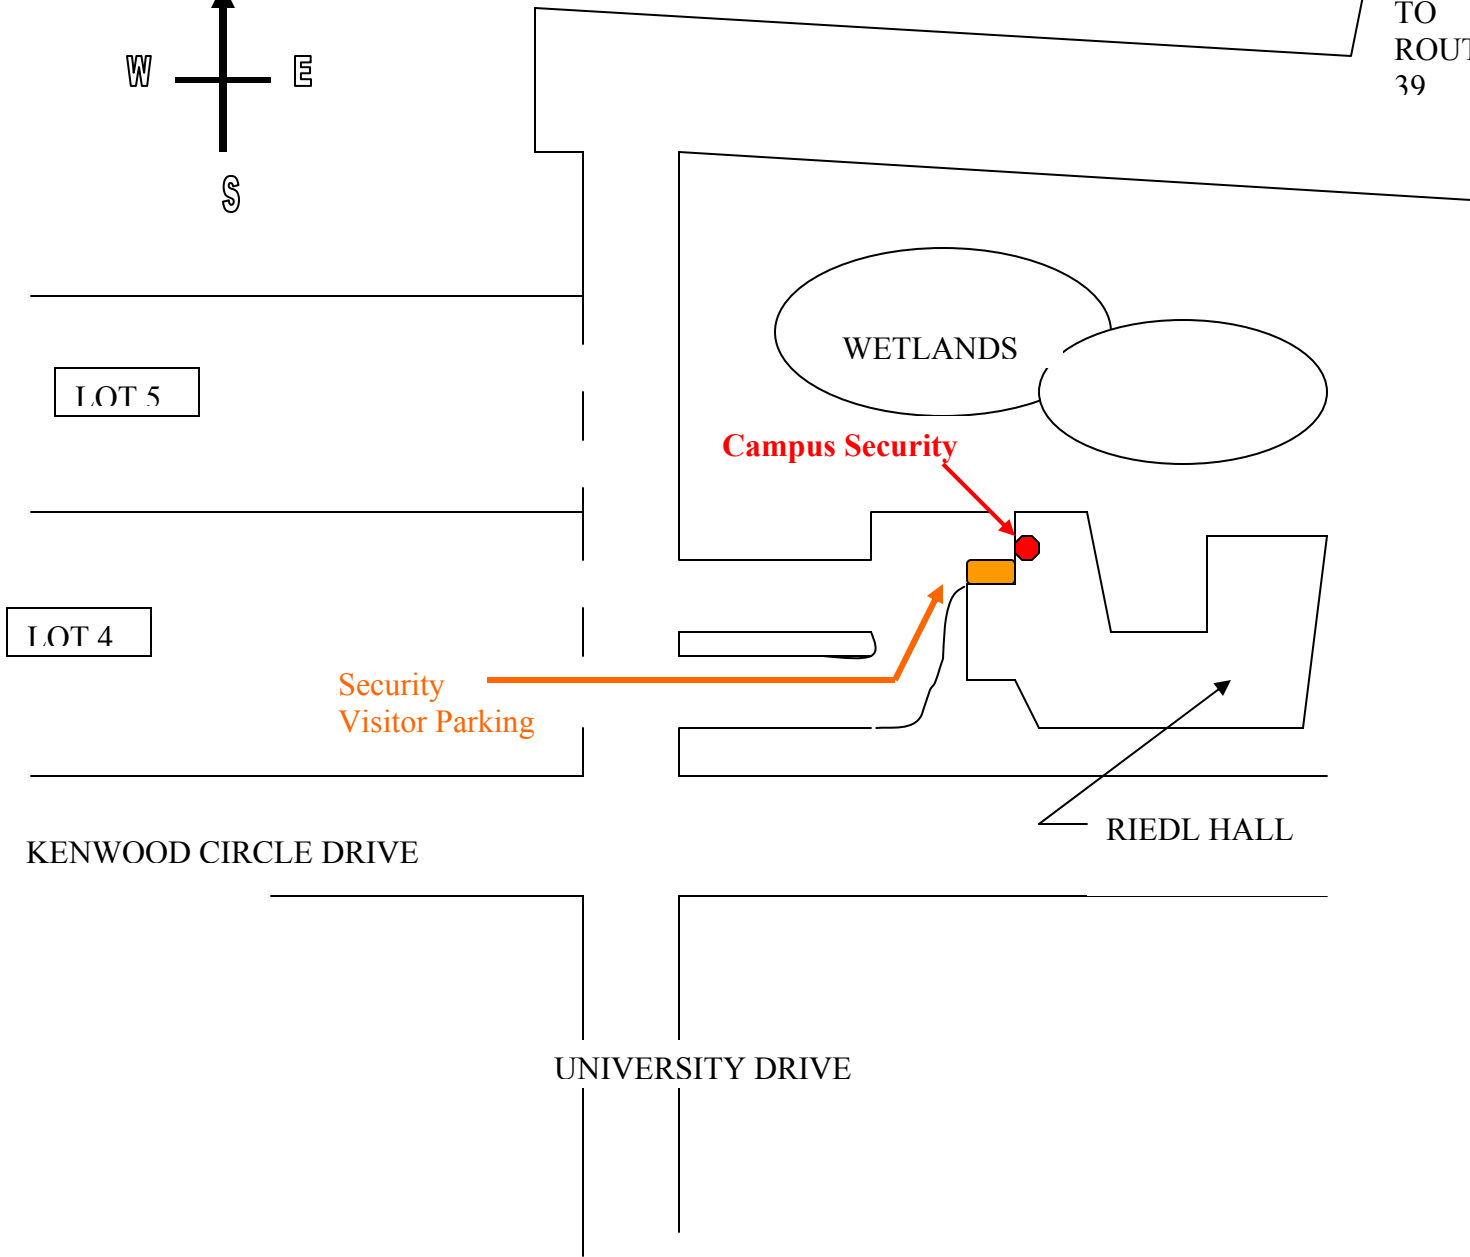 TO
ROUT
39
W E
S
WETLANDS
LOT 5
Campus Security
LOT 4
Security
Visitor Parking
RIEDL HALL
KENWOOD CIRCLE DRIVE
UNIVERSITY DRIVE